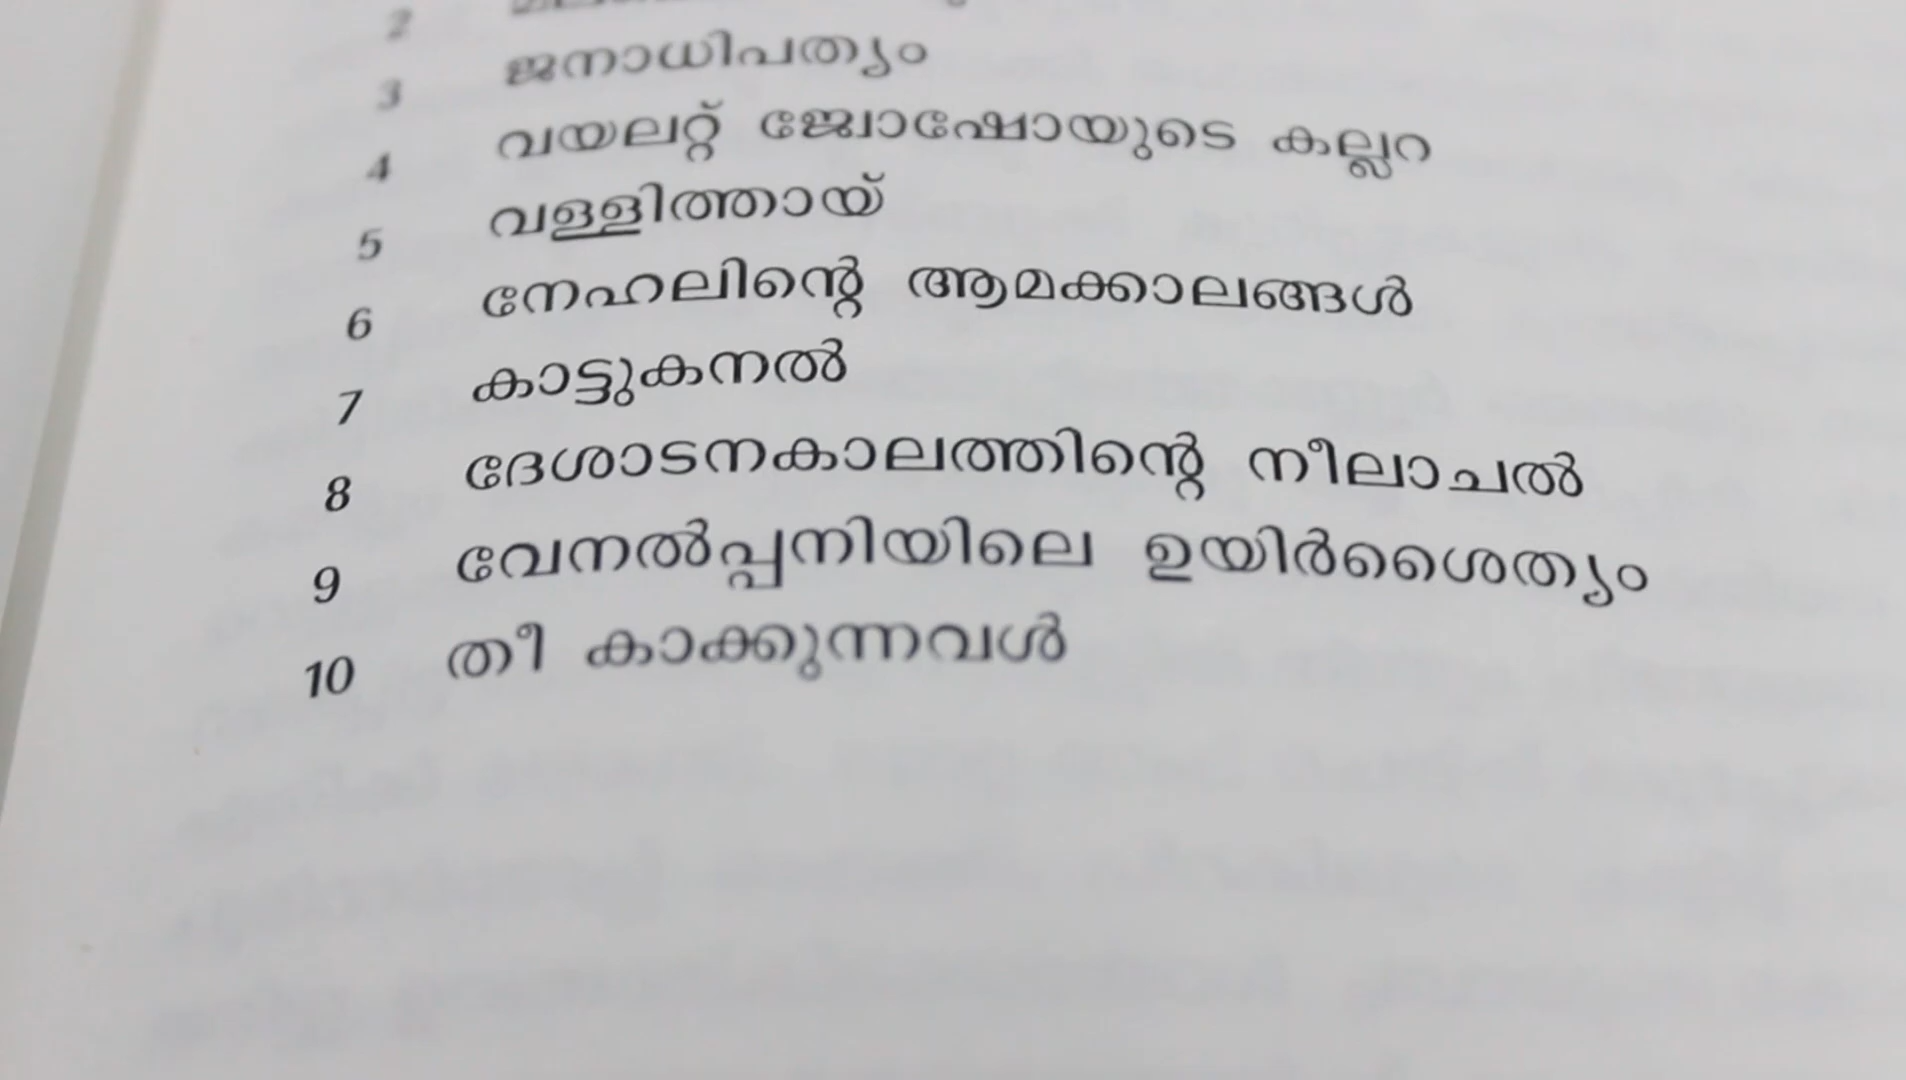 2
3 ജനാധിപത്യം
4 വയലറ്റ് ജ്ജോഷോയുടെ കല്ലറ
5 വള്ളിത്തായ്
6 നേഹലിന്റെ ആമക്കാലങ്ങൾ
7 കാട്ടുകനൽ
8 ദേശാടനകാലത്തിന്റെ നീലാചൽ
9 വേനൽപ്പനിയിലെ ഉയിർശൈത്യം
10 തീ കാക്കുന്നവൾ